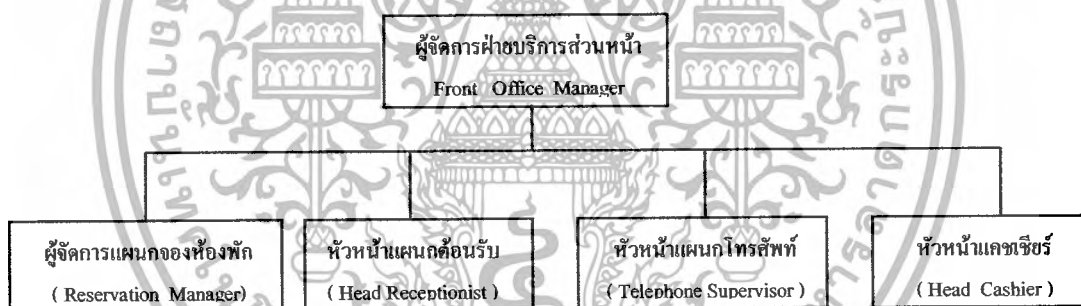 ผู้จัดการฝ่ายบริการส่วนหน้า
Front Office Manager
ผู้จัดการแผนกจองห้องพัก
( Reservation Manager)
หัวหน้าแผนกต้อนรับ
( Head Receptionist )
หัวหน้าแผนกโทรสัพท์
( Telephone Supervisor )
หัวหน้าแคชเชียร์
( Head Cashier )